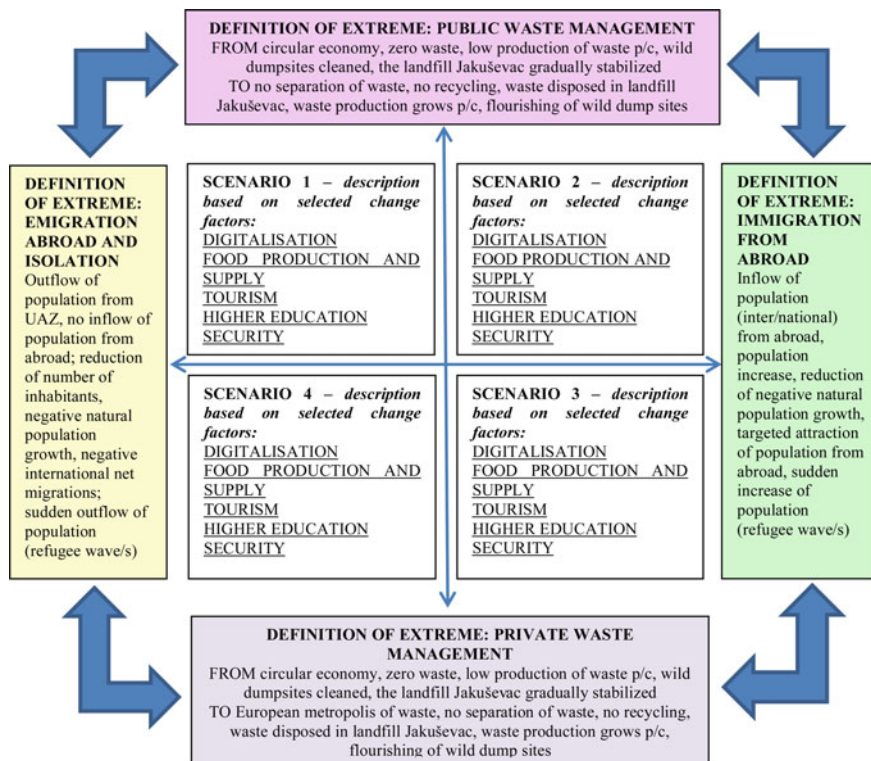 DEFINITION OF EXTREME: PUBLIC WASTE MANAGEMENT
FROM circular economy, zero waste, low production of waste p/c, wild
dumpsites cleaned, the landfill Jakuševac gradually stabilized
TO no separation of waste, no recycling, waste disposed in landfill
Jakuševac, waste production grows p/c, flourishing of wild dump sites
DEFINITION
OF EXTREME:
EMIGRATION
ABROAD AND
ISOLATION
Outflow of
population from
UAZ, no inflow of
population from
abroad; reduction
of number of
inhabitants,
negative natural
population
growth, negative
international net
migrations;
sudden outflow of
population
(refugee wave/s)
SCENARIO 1 – description
based on selected change
factors:
DIGITALISATION
FOOD PRODUCTION AND
SUPPLY
TOURISM
HIGHER EDUCATION
SECURITY
SCENARIO 2 – description
based on selected change
factors:
DIGITALISATION
FOOD PRODUCTION AND
SUPPLY
TOURISM
HIGHER EDUCATION
SECURITY
DEFINITION
OF EXTREME:
IMMIGRATION
FROM
ABROAD
Inflow of
population
(inter/national)
from abroad,
population
increase, reduction
of negative natural
population growth,
targeted attraction
of population from
abroad, sudden
increase of
population
(refugee wave/s)
SCENARIO 4 – description
based on selected change
factors:
DIGITALISATION
FOOD PRODUCTION AND
SUPPLY
TOURISM
HIGHER EDUCATION
SECURITY
SCENARIO 3 – description
based on selected change
factors:
DIGITALISATION
FOOD PRODUCTION AND
SUPPLY
TOURISM
HIGHER EDUCATION
SECURITY
DEFINITION OF EXTREME: PRIVATE WASTE
MANAGEMENT
FROM circular economy, zero waste, low production of waste p/c, wild
dumpsites cleaned, the landfill Jakuševac gradually stabilized
TO European metropolis of waste, no separation of waste, no recycling,
waste disposed in landfill Jakuševac, waste production grows p/c,
flourishing of wild dump sites